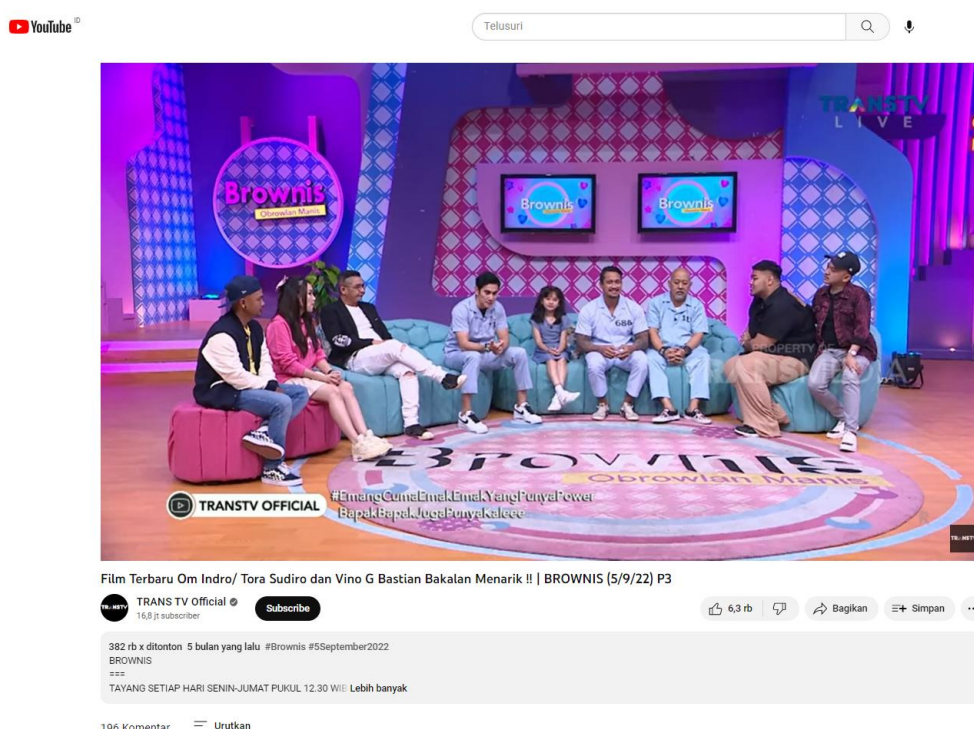 YouTube ID
Telusuri
TRANSTV
LIVE
Brownis
Obrowlan Manis
Brownis
Brownis
688
PROPERTY OF
TRANSMEDIA
Brownis
Obrowlan Manis
TRANSTV OFFICIAL
#EmangCumaEmakEmakYangPunyaPower
BapakBapakJugaPunyaKaleee
Film Terbaru Om Indro/ Tora Sudiro dan Vino G Bastian Bakalan Menarik !! | BROWNIS (5/9/22) P3
TRANS TV Official
16,8 jt subscriber
Subscribe
6,3 rb
Bagikan
Simpan
382 rb x ditonton 5 bulan yang lalu #Brownis #5September2022
BROWNIS
===
TAYANG SETIAP HARI SENIN-JUMAT PUKUL 12.30 WIB Lebih banyak
196 Komentar
Urutkan